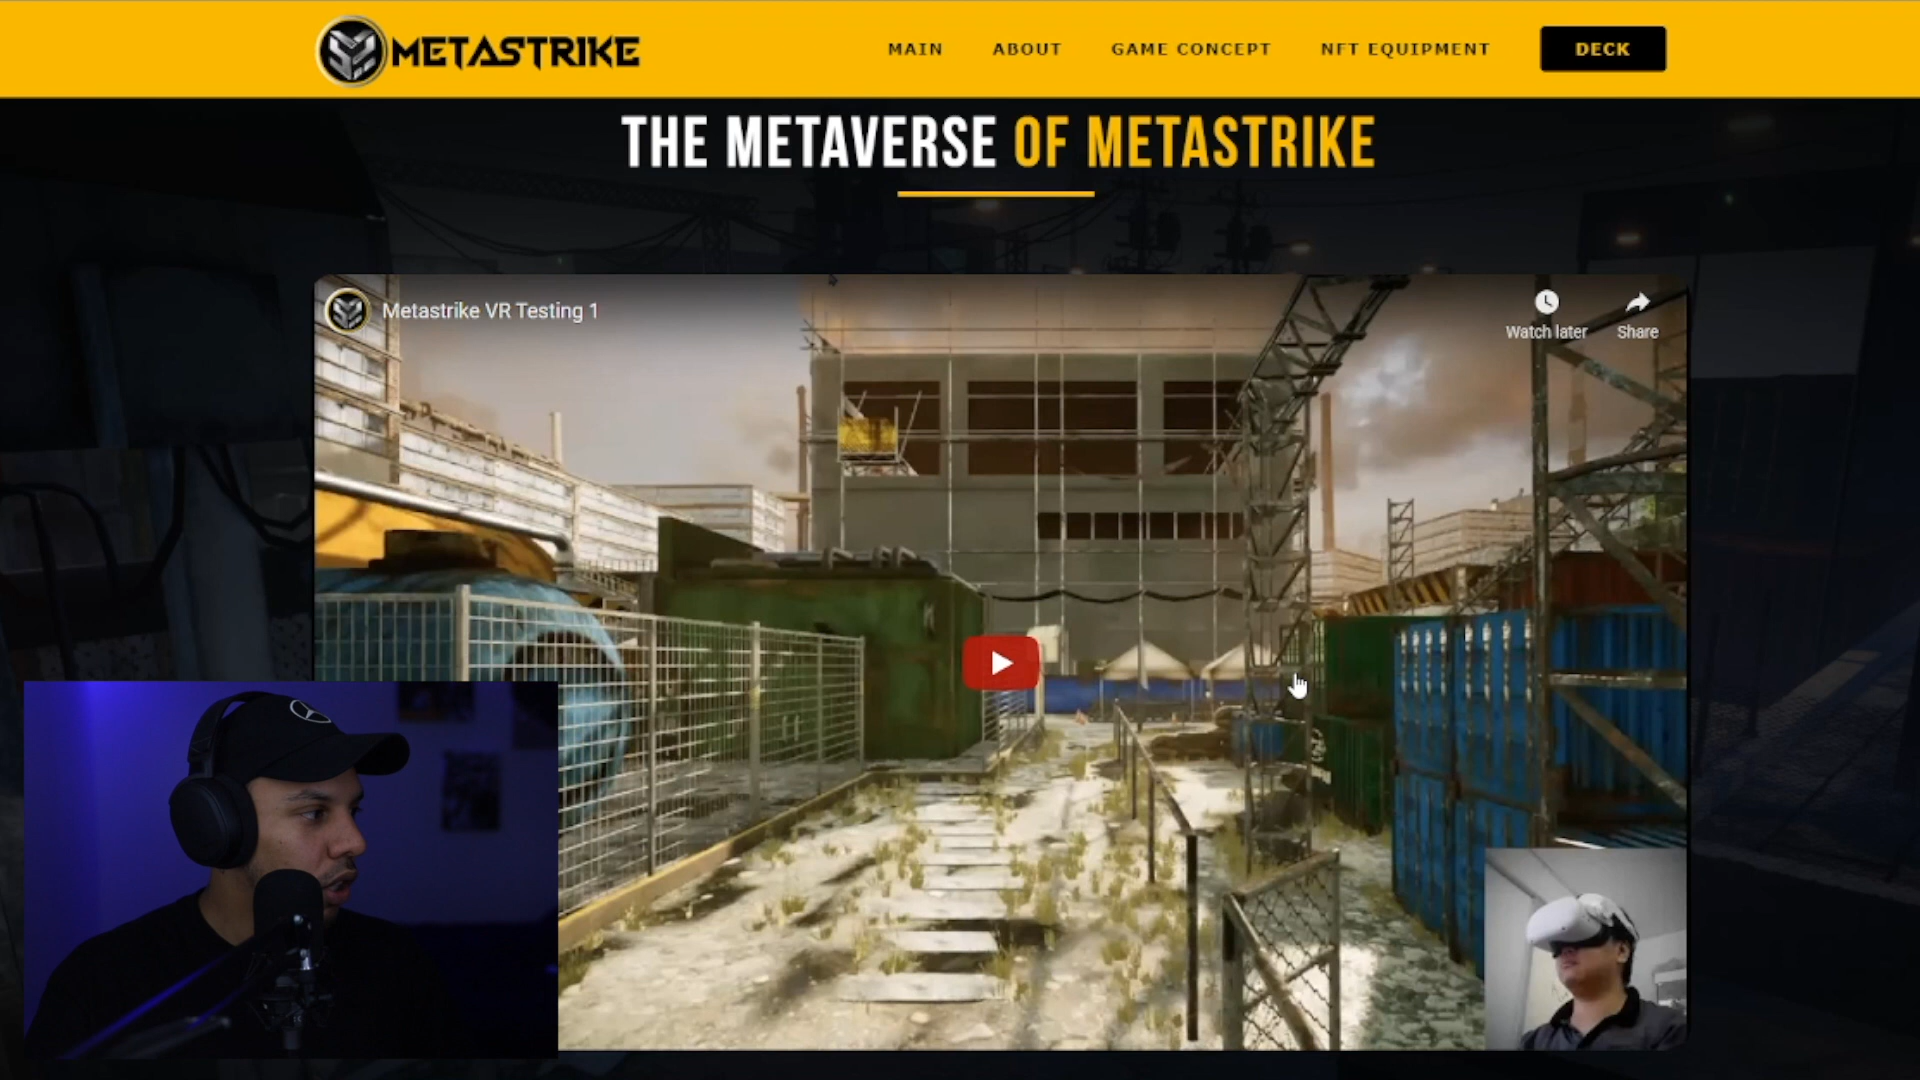 METASTRIKE
MAIN
ABOUT
GAME CONCEPT
NFT EQUIPMENT
DECK
THE METAVERSE OF METASTRIKE
Metastrike VR Testing 1
Watch later
Share